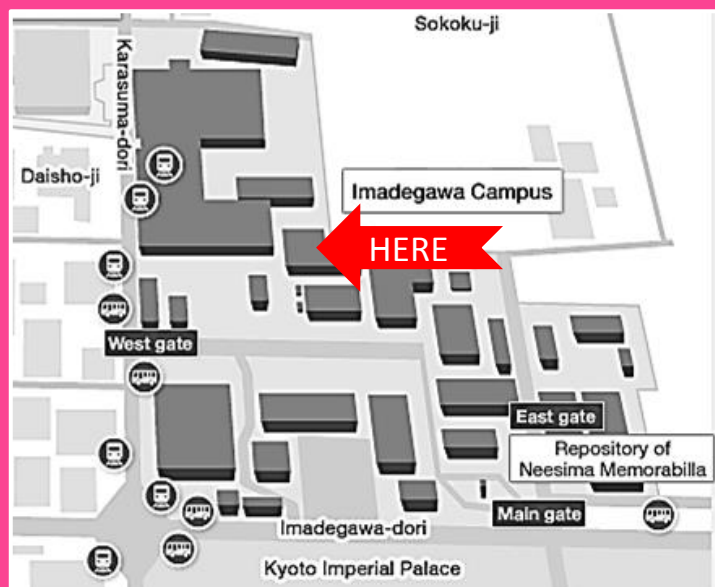 Sokoku-ji
Karasuma-dori
Daisho-ji
Imadegawa Campus
HERE
West gate
East gate
Repository of
Neesima Memorabilla
Main gate
Imadegawa-dori
Kyoto Imperial Palace